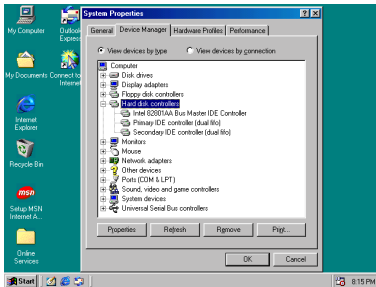 System Properties
General
Device Manager
Hardware Profiles
Performance
View devices by type
View devices by connection
Computer
Disk drives
Display adapters
Floppy disk controllers
Hard disk controllers
Intel 82801AA Bus Master IDE Controller
Primary IDE controller (dual fifo)
Secondary IDE controller (dual fifo)
Monitors
Mouse
Network adapters
Other devices
Ports (COM & LPT)
Sound, video and game controllers
System devices
Universal Serial Bus controllers
Properties
Refresh
Remove
Print...
OK
Cancel
My Computer
Outlook
Express
My Documents
Connect to
Internet
Internet
Explorer
Recycle Bin
msn
Setup MSN
Internet A...
Online
Services
Start
8:15 PM